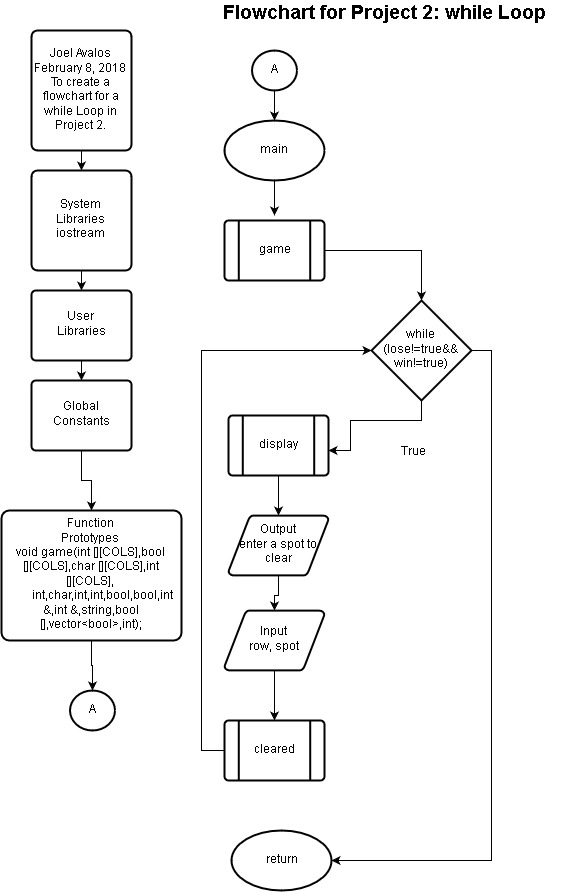 Flowchart for Project 2: while Loop
Joel Avalos
February 8, 2018
To create a
flowchart for a
while Loop in
Project 2.
System
Libraries
iostream
User
Libraries
Global
Constants
Function
Prototypes
void game(int [][COLS],bool
[][COLS],char [][COLS],int
[][COLS],
int,char,int,int,bool,bool,int
&,int &,string,bool
[],vector<bool>,int);
A
A
main
game
while
(lose!=true&&
win!=true)
True
display
Output
enter a spot to
clear
Input
row, spot
cleared
return